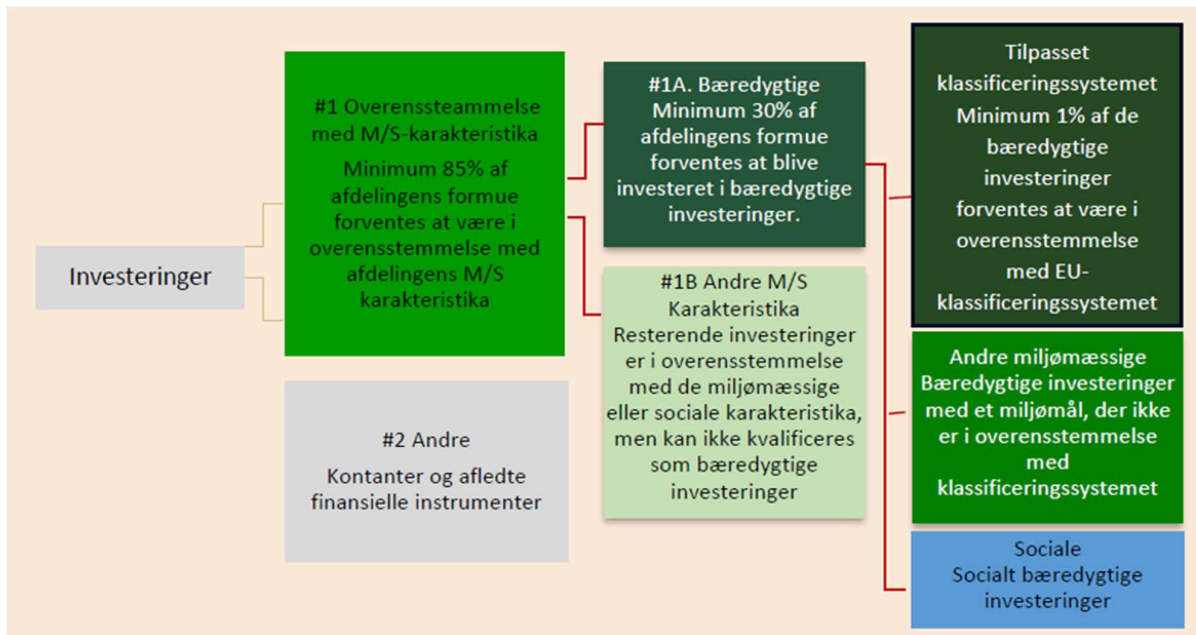 Investeringer
#1 Overenssteammelse
med M/S-karakteristika
Minimum 85% af
afdelingens formue
forventes at være i
overensstemmelse med
afdelingens M/S
karakteristika
#2 Andre
Kontanter og afledte
finansielle instrumenter
#1A. Bæredygtige
Minimum 30% af
afdelingens formue
forventes at blive
investeret i bæredygtige
investeringer.
#1B Andre M/S
Karakteristika
Resterende investeringer
er i overensstemmelse
med de miljømæssige
eller sociale karakteristika,
men kan ikke kvalificeres
som bæredygtige
investeringer
Tilpasset
klassificeringssystemet
Minimum 1% af de
bæredygtige
investeringer
forventes at være i
overensstemmelse
med EU-
klassificeringssystemet
Andre miljømæssige
Bæredygtige investeringer
med et miljømål, der ikke
er i overensstemmelse
med
klassificeringssystemet
Sociale
Socialt bæredygtige
investeringer